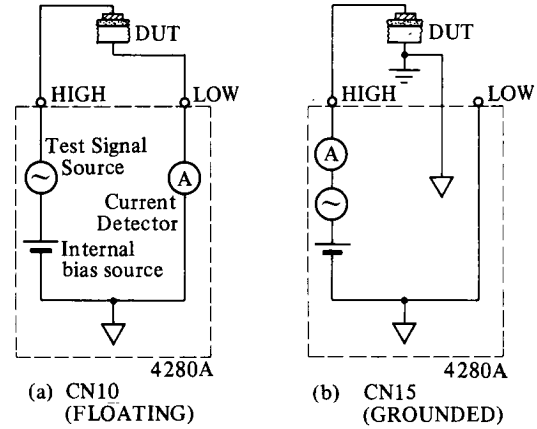 DUT
HIGH
LOW
Test Signal
Source
A
Current
Detector
Internal
bias source
4280A
(a) CN10
(FLOATING)
DUT
HIGH
LOW
A
4280A
(b) CN15
(GROUNDED)